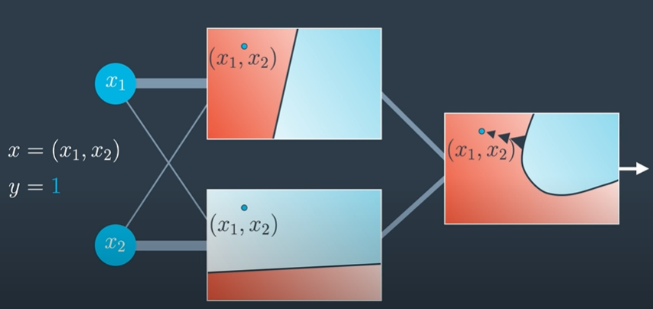 x = (x₁, x₂)
y = 1
x₁
x₂
(x₁, x₂)
(x₁, x₂)
(x₁, x₂)